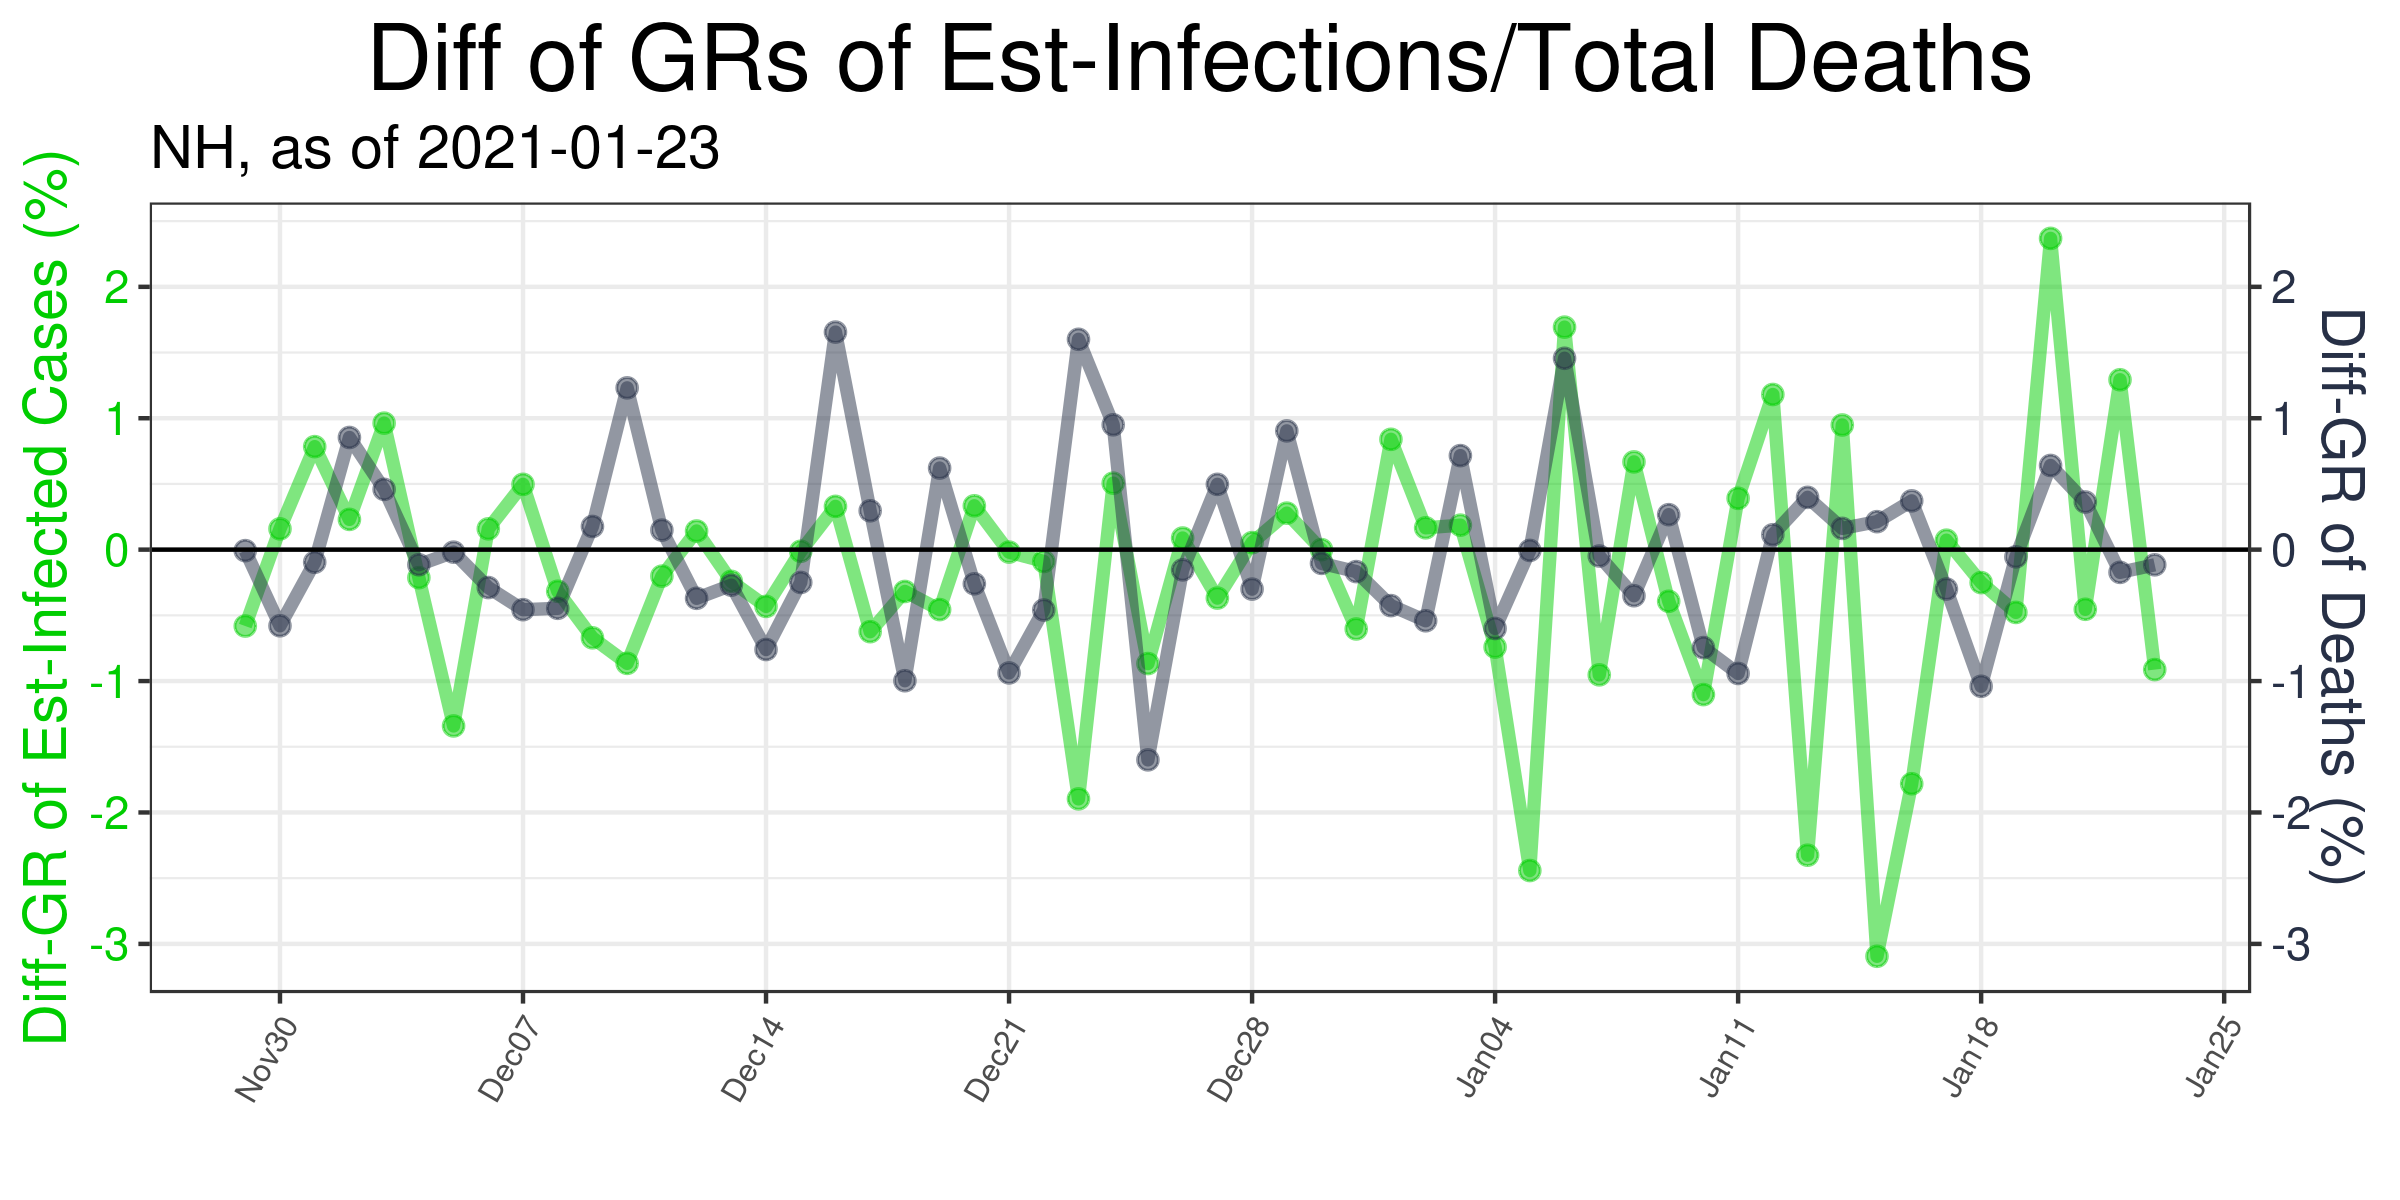 Diff of GRs of Est-Infections/Total Deaths
NH, as of 2021-01-23
Diff-GR of Est-Infected Cases (%)
2
1
0
-1
-2
-3
2
1
0
-1
-2
-3
Diff-GR of Deaths (%)
Nov30
Dec07
Dec14
Dec21
Dec28
Jan04
Jan11
Jan18
Jan25